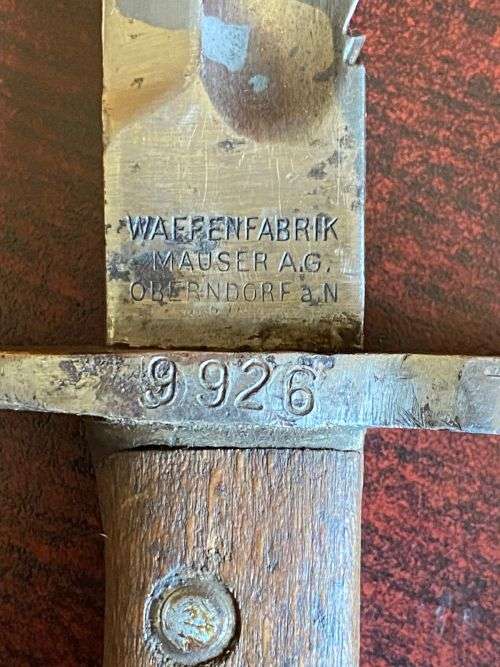 WAFFENFABRIK
MAUSER A.G.
OBERNDORF a.N
9926